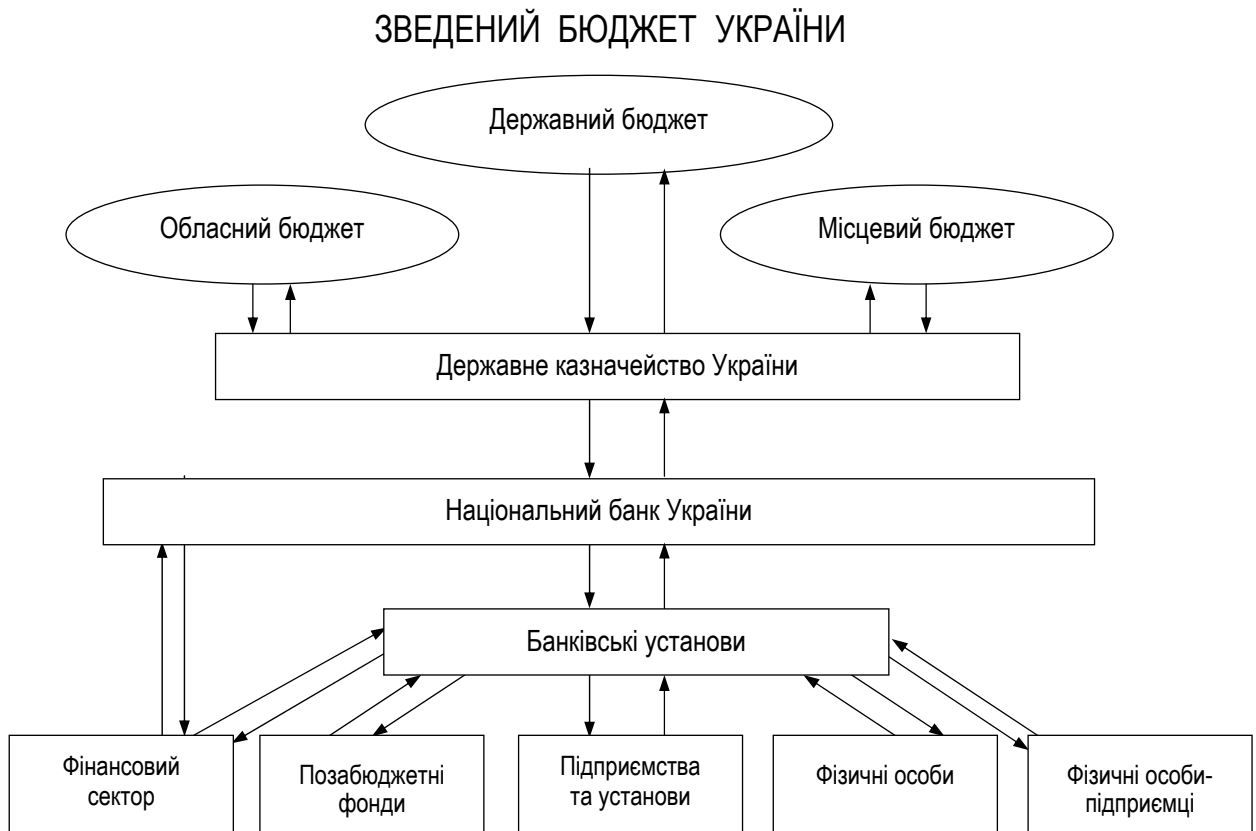 ЗВЕДЕНИЙ БЮДЖЕТ УКРАЇНИ
Державний бюджет
Обласний бюджет
Місцевий бюджет
Державне казначейство України
Національний банк України
Банківські установи
Фінансовий
сектор
Позабюджетні
фонди
Підприємства
та установи
Фізичні особи
Фізичні особи-
підприємці